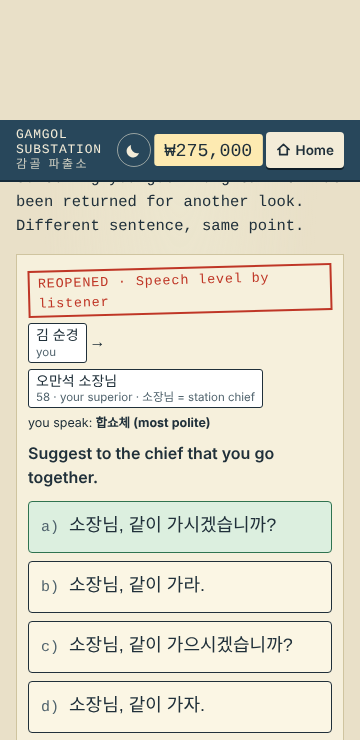 GAMGOL
SUBSTATION
감골 파출소
₩275,000
Home
been returned for another look.
Different sentence, same point.
REOPENED · Speech level by
listener
김 순경
you
→
오만석 소장님
58 · your superior · 소장님 = station chief
you speak: 합쇼체 (most polite)
Suggest to the chief that you go
together.
a) 소장님, 같이 가시겠습니까?
b) 소장님, 같이 가라.
c) 소장님, 같이 가으시겠습니까?
d) 소장님, 같이 가자.